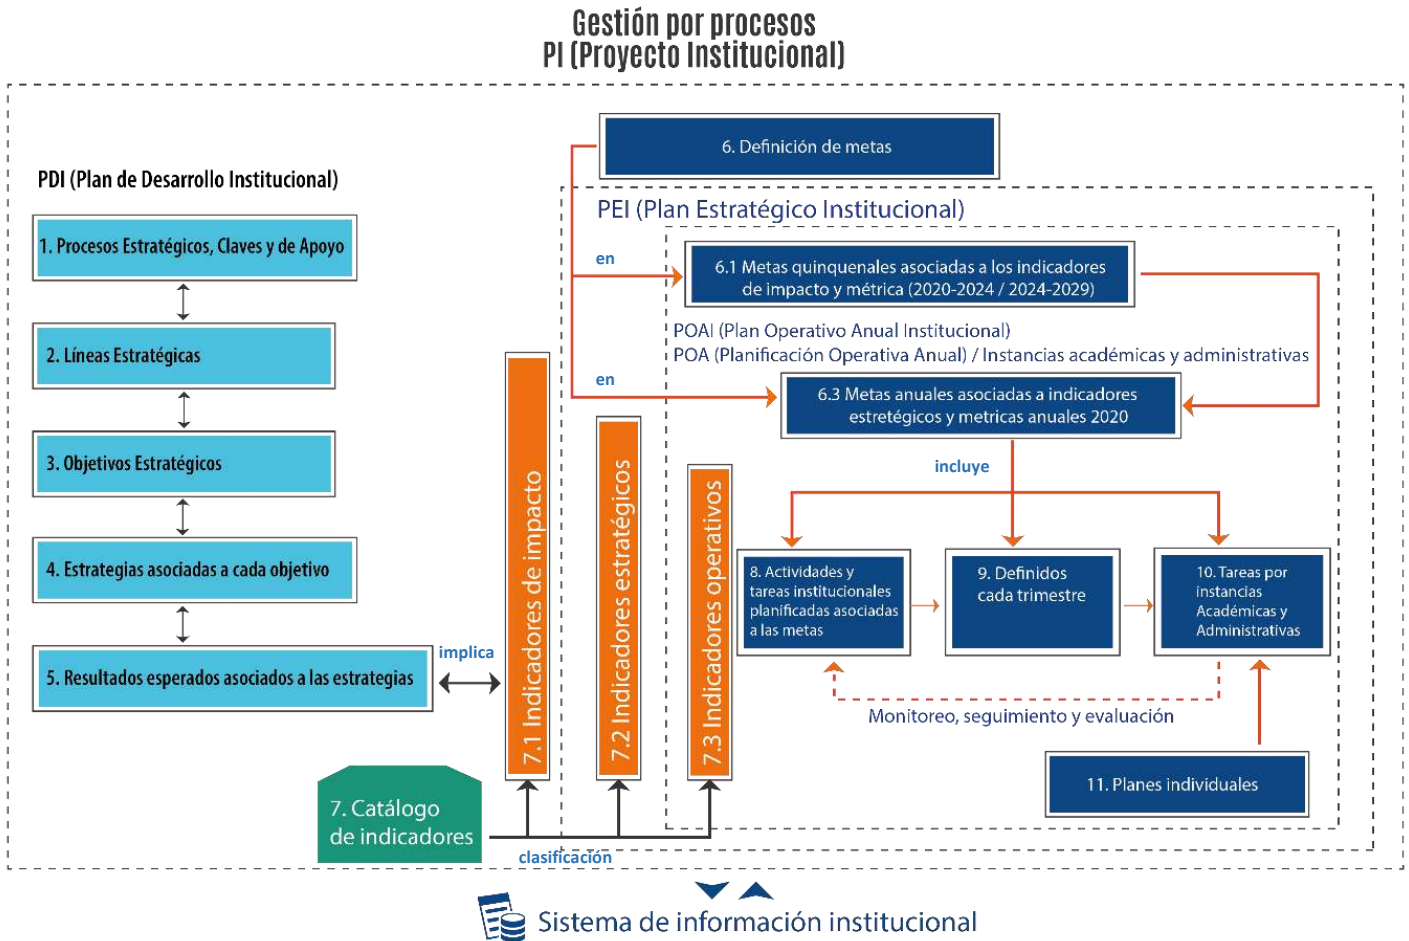 Gestión por procesos
PI (Proyecto Institucional)
PDI (Plan de Desarrollo Institucional)
1. Procesos Estratégicos, Claves y de Apoyo
2. Líneas Estratégicas
3. Objetivos Estratégicos
4. Estrategias asociadas a cada objetivo
5. Resultados esperados asociados a las estrategias
implica
7. Catálogo
de indicadores
clasificación
7.1 Indicadores de impacto
7.2 Indicadores estratégicos
7.3 Indicadores operativos
6. Definición de metas
PEI (Plan Estratégico Institucional)
en
6.1 Metas quinquenales asociadas a los indicadores
de impacto y métrica (2020-2024 / 2024-2029)
POAI (Plan Operativo Anual Institucional)
POA (Planificación Operativa Anual) / Instancias académicas y administrativas
en
6.3 Metas anuales asociadas a indicadores
estretégicos y metricas anuales 2020
incluye
8. Actividades y
tareas institucionales
planificadas asociadas
a las metas
9. Definidos
cada trimestre
10. Tareas por
instancias
Académicas y
Administrativas
Monitoreo, seguimiento y evaluación
11. Planes individuales
Sistema de información institucional